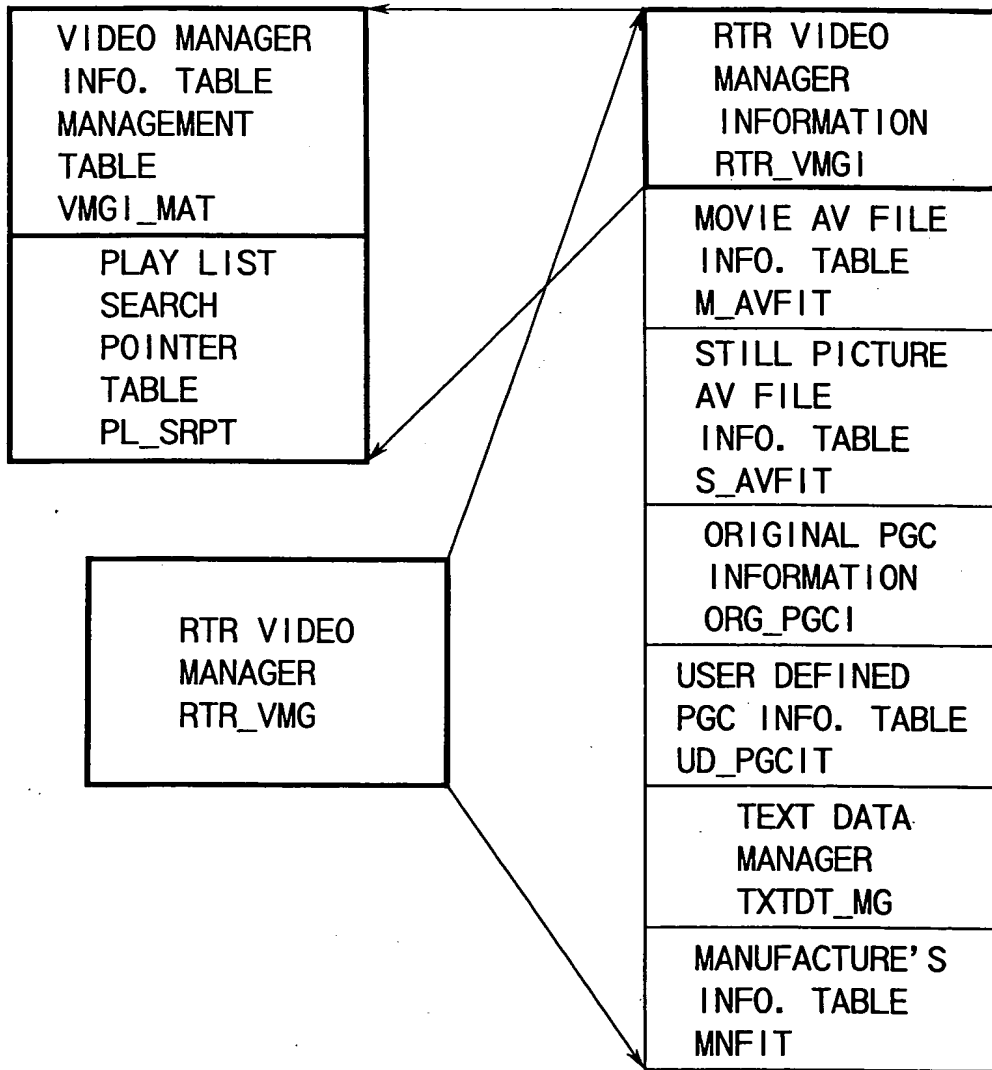 VIDEO MANAGER
INFO. TABLE
MANAGEMENT
TABLE
VMGI_MAT
PLAY LIST
SEARCH
POINTER
TABLE
PL_SRPT
RTR VIDEO
MANAGER
RTR_VMG
RTR VIDEO
MANAGER
INFORMATION
RTR_VMGI
MOVIE AV FILE
INFO. TABLE
M_AVFIT
STILL PICTURE
AV FILE
INFO. TABLE
S_AVFIT
ORIGINAL PGC
INFORMATION
ORG_PGCI
USER DEFINED
PGC INFO. TABLE
UD_PGCIT
TEXT DATA
MANAGER
TXTDT_MG
MANUFACTURE'S
INFO. TABLE
MNFIT